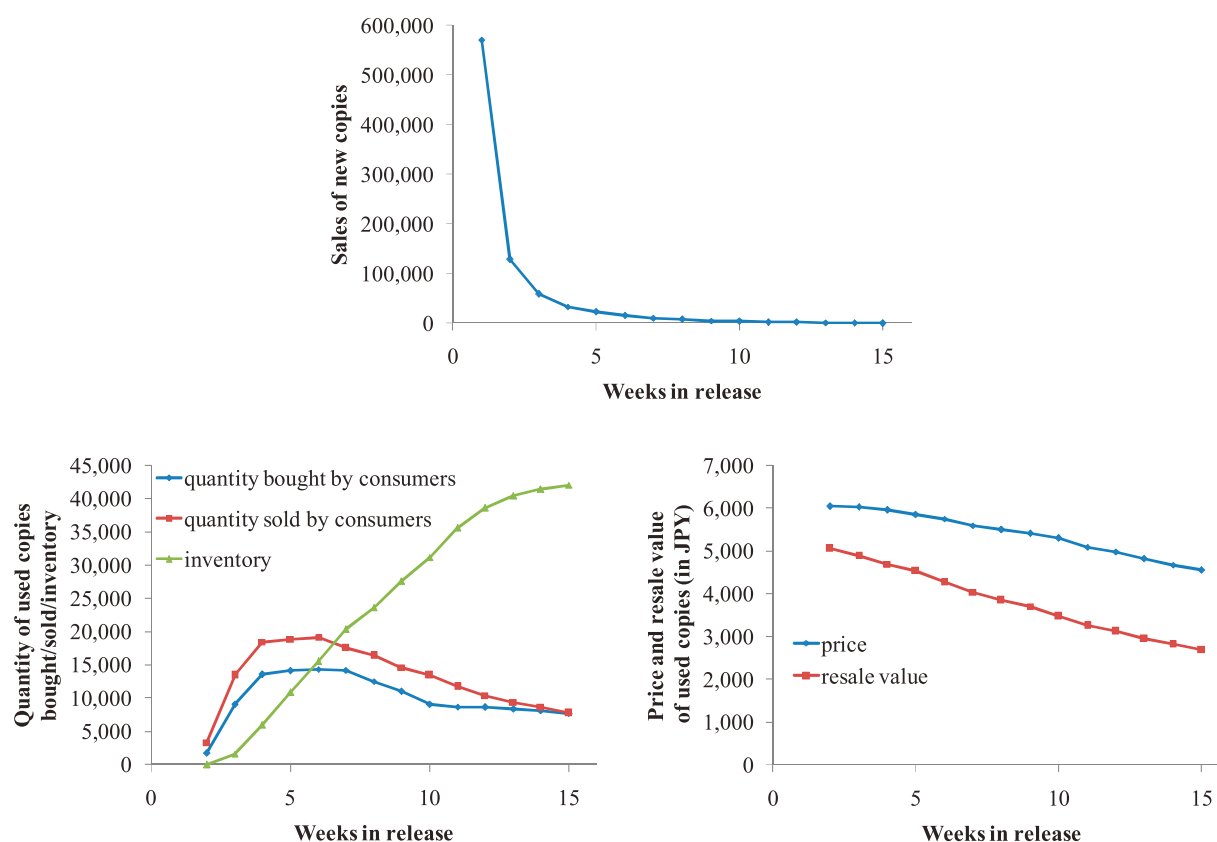 600,000
500,000
400,000
300,000
200,000
100,000
0
Sales of new copies
0
5
10
15
Weeks in release
45,000
40,000
35,000
30,000
25,000
20,000
15,000
10,000
5,000
0
Quantity of used copies
bought/sold/inventory
quantity bought by consumers
quantity sold by consumers
inventory
0
5
10
15
Weeks in release
7,000
6,000
5,000
4,000
3,000
2,000
1,000
0
Price and resale value
of used copies (in JPY)
price
resale value
0
5
10
15
Weeks in release